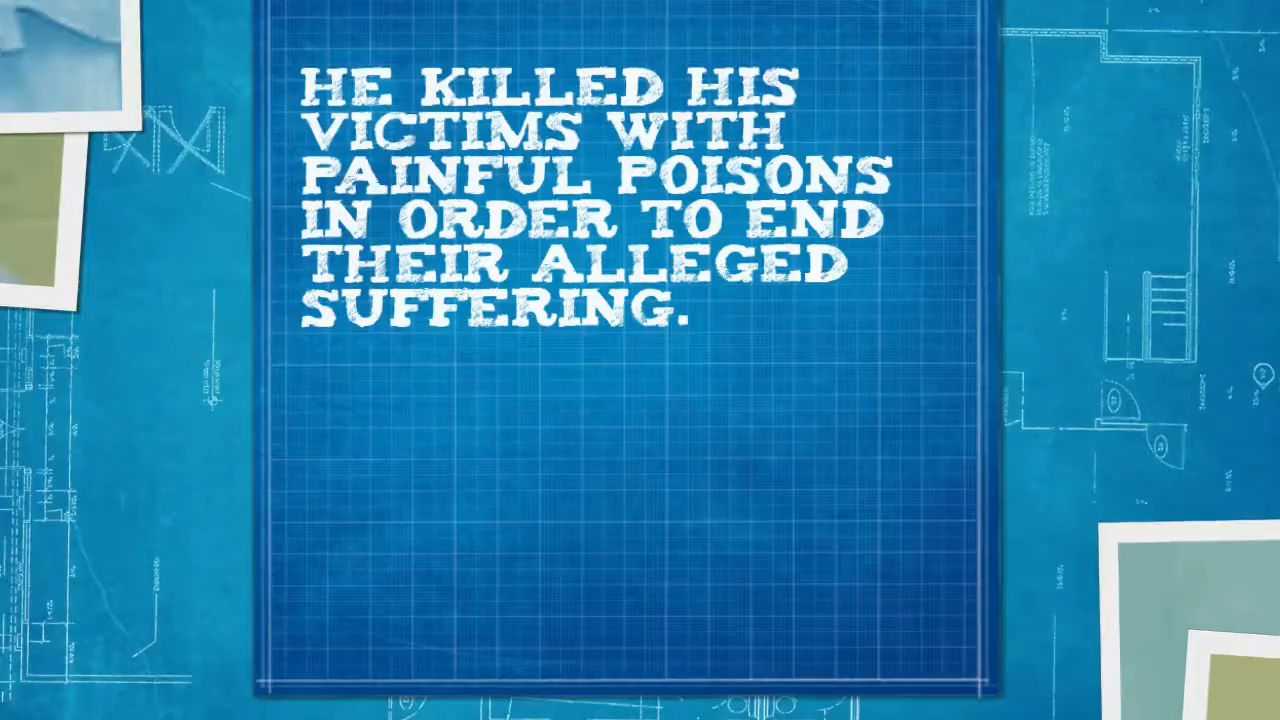 HE KILLED HIS
VICTIMS WITH
PAINFUL POISONS
IN ORDER TO END
THEIR ALLEGED
SUFFERING.